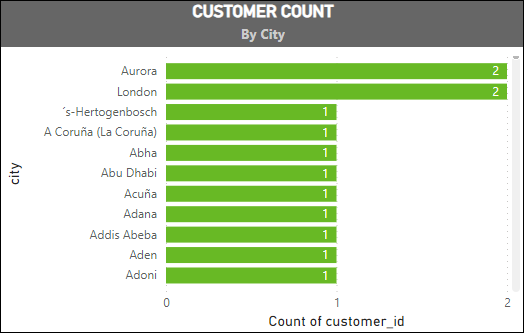 CUSTOMER COUNT
By City
city
Aurora 2
London 2
´s-Hertogenbosch 1
A Coruña (La Coruña) 1
Abha 1
Abu Dhabi 1
Acuña 1
Adana 1
Addis Abeba 1
Aden 1
Adoni 1
0 1 2
Count of customer_id